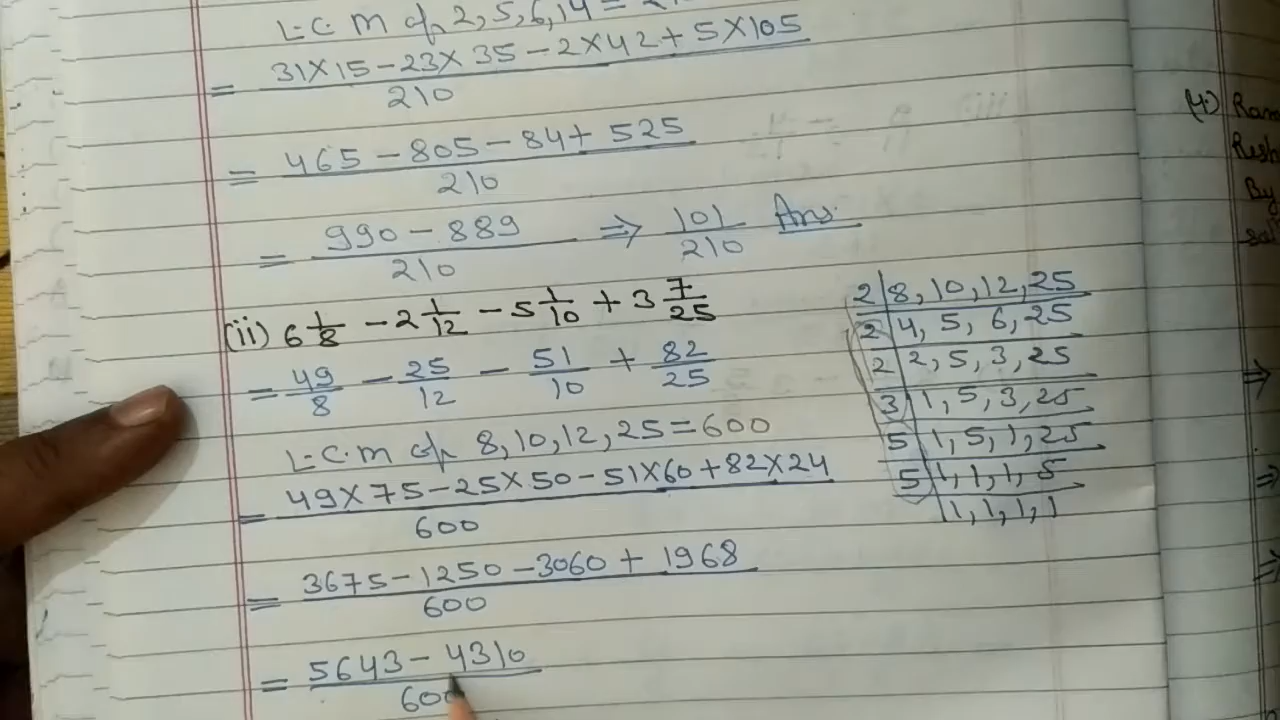 L.C.M of 2, 5, 6, 14 =
= 31×15-23×35-2×42+5×105 / 210
= 465-805-84+525 / 210
= 990-889 / 210 ⇒ 101/210 Ans.
(ii) 6 1/8 - 2 1/12 - 5 1/10 + 3 7/25
= 49/8 - 25/12 - 51/10 + 82/25
L.C.M of 8, 10, 12, 25 = 600
= 49×75-25×50-51×60+82×24 / 600
= 3675-1250-3060+1968 / 600
= 5643-4310 / 600
2|8, 10, 12, 25
2|4, 5, 6, 25
2|2, 5, 3, 25
3|1, 5, 3, 25
5|1, 5, 1, 25
5|1, 1, 1, 5
|1, 1, 1, 1
(4.)
By
⇒
⇒
⇒